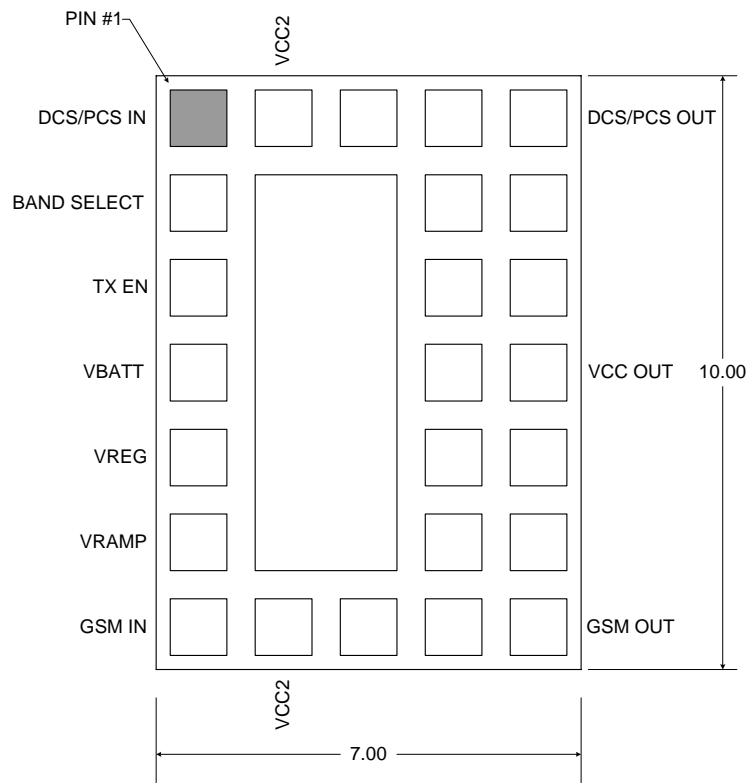 PIN #1
VCC2
DCS/PCS IN
DCS/PCS OUT
BAND SELECT
TX EN
VBATT
VCC OUT
10.00
VREG
VRAMP
GSM IN
GSM OUT
VCC2
7.00